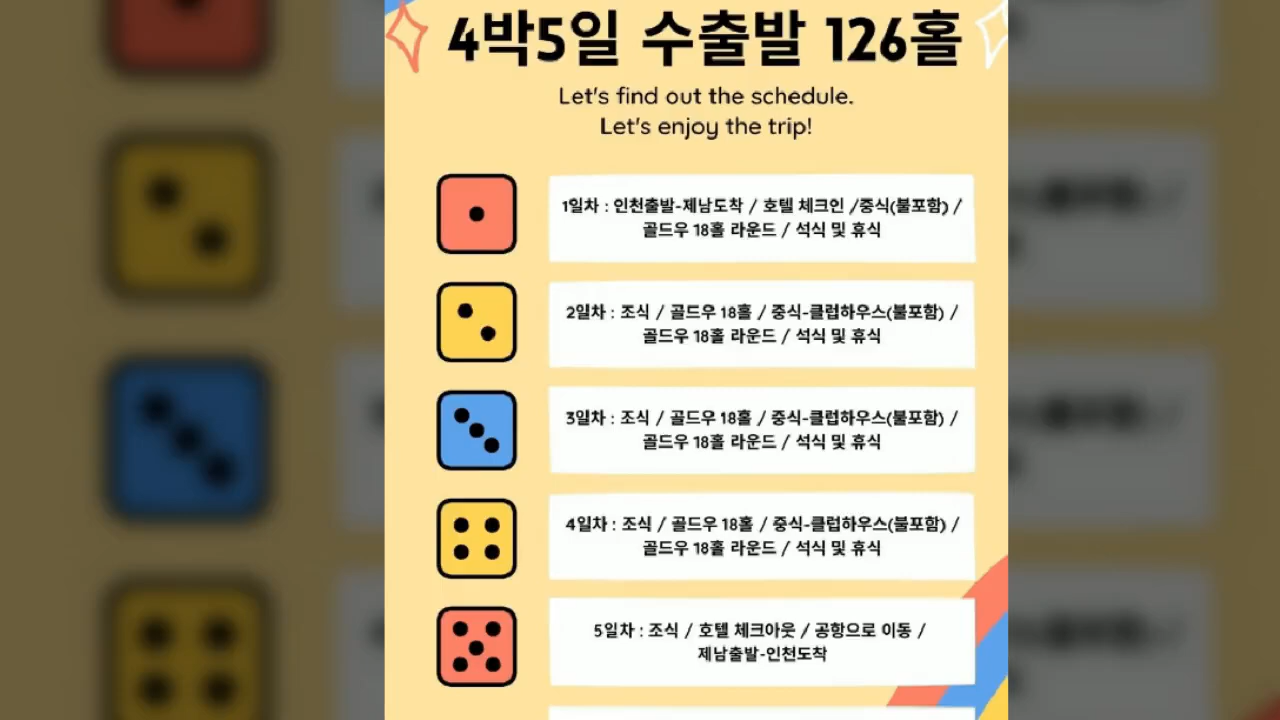 4박5일 수출발 126홀
Let's find out the schedule.
Let's enjoy the trip!
1일차 : 인천출발-제남도착 / 호텔 체크인 /중식(불포함) /
골드우 18홀 라운드 / 석식 및 휴식
2일차 : 조식 / 골드우 18홀 / 중식-클럽하우스(불포함) /
골드우 18홀 라운드 / 석식 및 휴식
3일차 : 조식 / 골드우 18홀 / 중식-클럽하우스(불포함) /
골드우 18홀 라운드 / 석식 및 휴식
4일차 : 조식 / 골드우 18홀 / 중식-클럽하우스(불포함) /
골드우 18홀 라운드 / 석식 및 휴식
5일차 : 조식 / 호텔 체크아웃 / 공항으로 이동 /
제남출발-인천도착